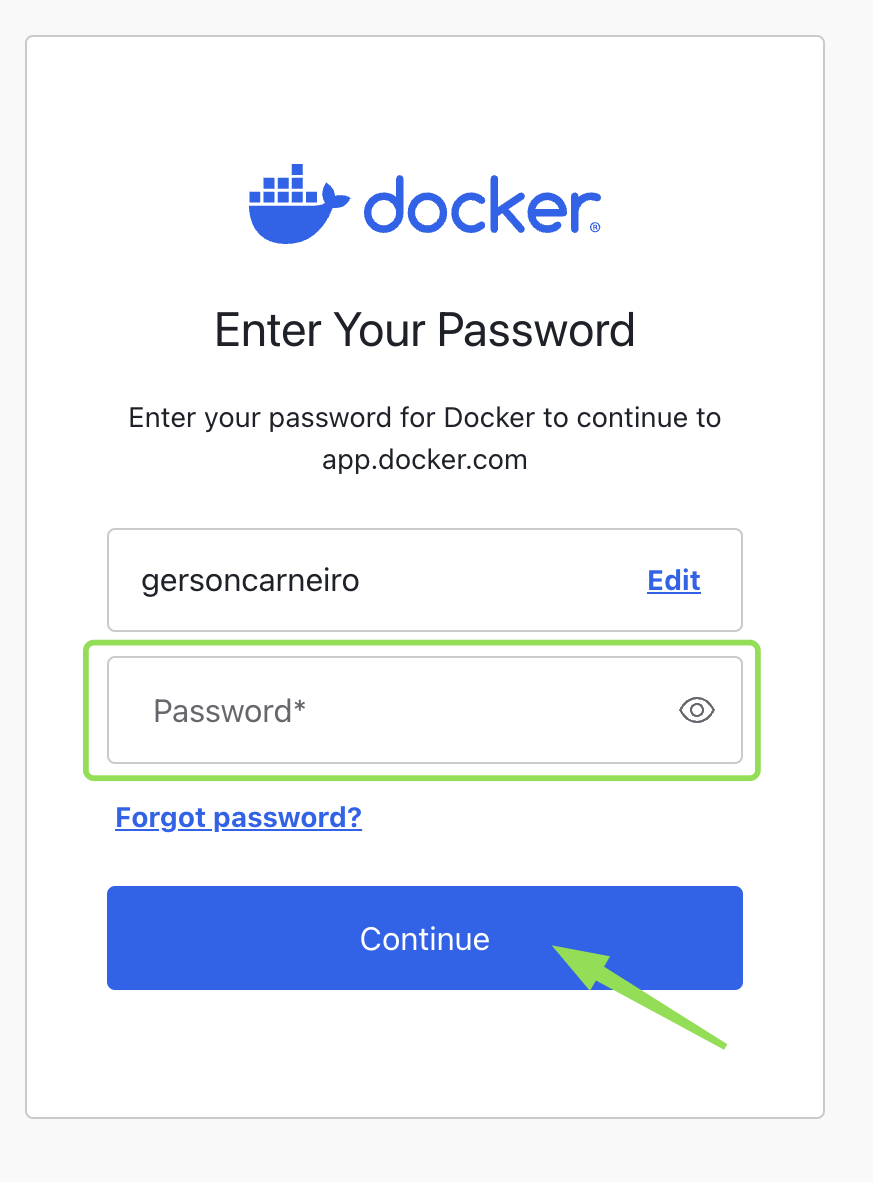 docker®
Enter Your Password
Enter your password for Docker to continue to
app.docker.com
gersoncarneiro Edit
Password*
Forgot password?
Continue